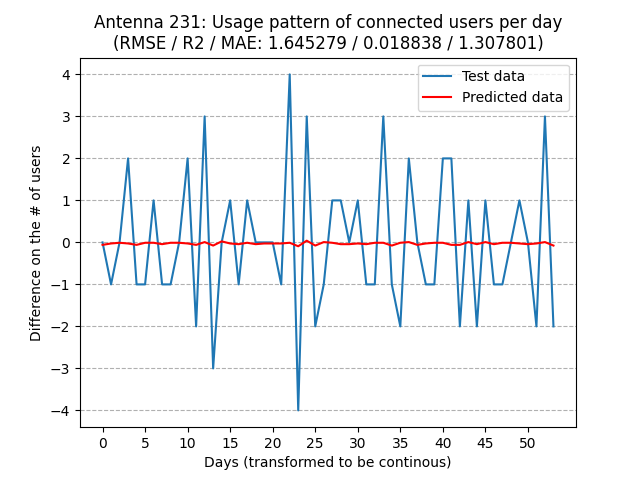 Antenna 231: Usage pattern of connected users per day
(RMSE / R2 / MAE: 1.645279 / 0.018838 / 1.307801)
Test data
Predicted data
Difference on the # of users
4
3
2
1
0
−1
−2
−3
−4
0 5 10 15 20 25 30 35 40 45 50
Days (transformed to be continous)